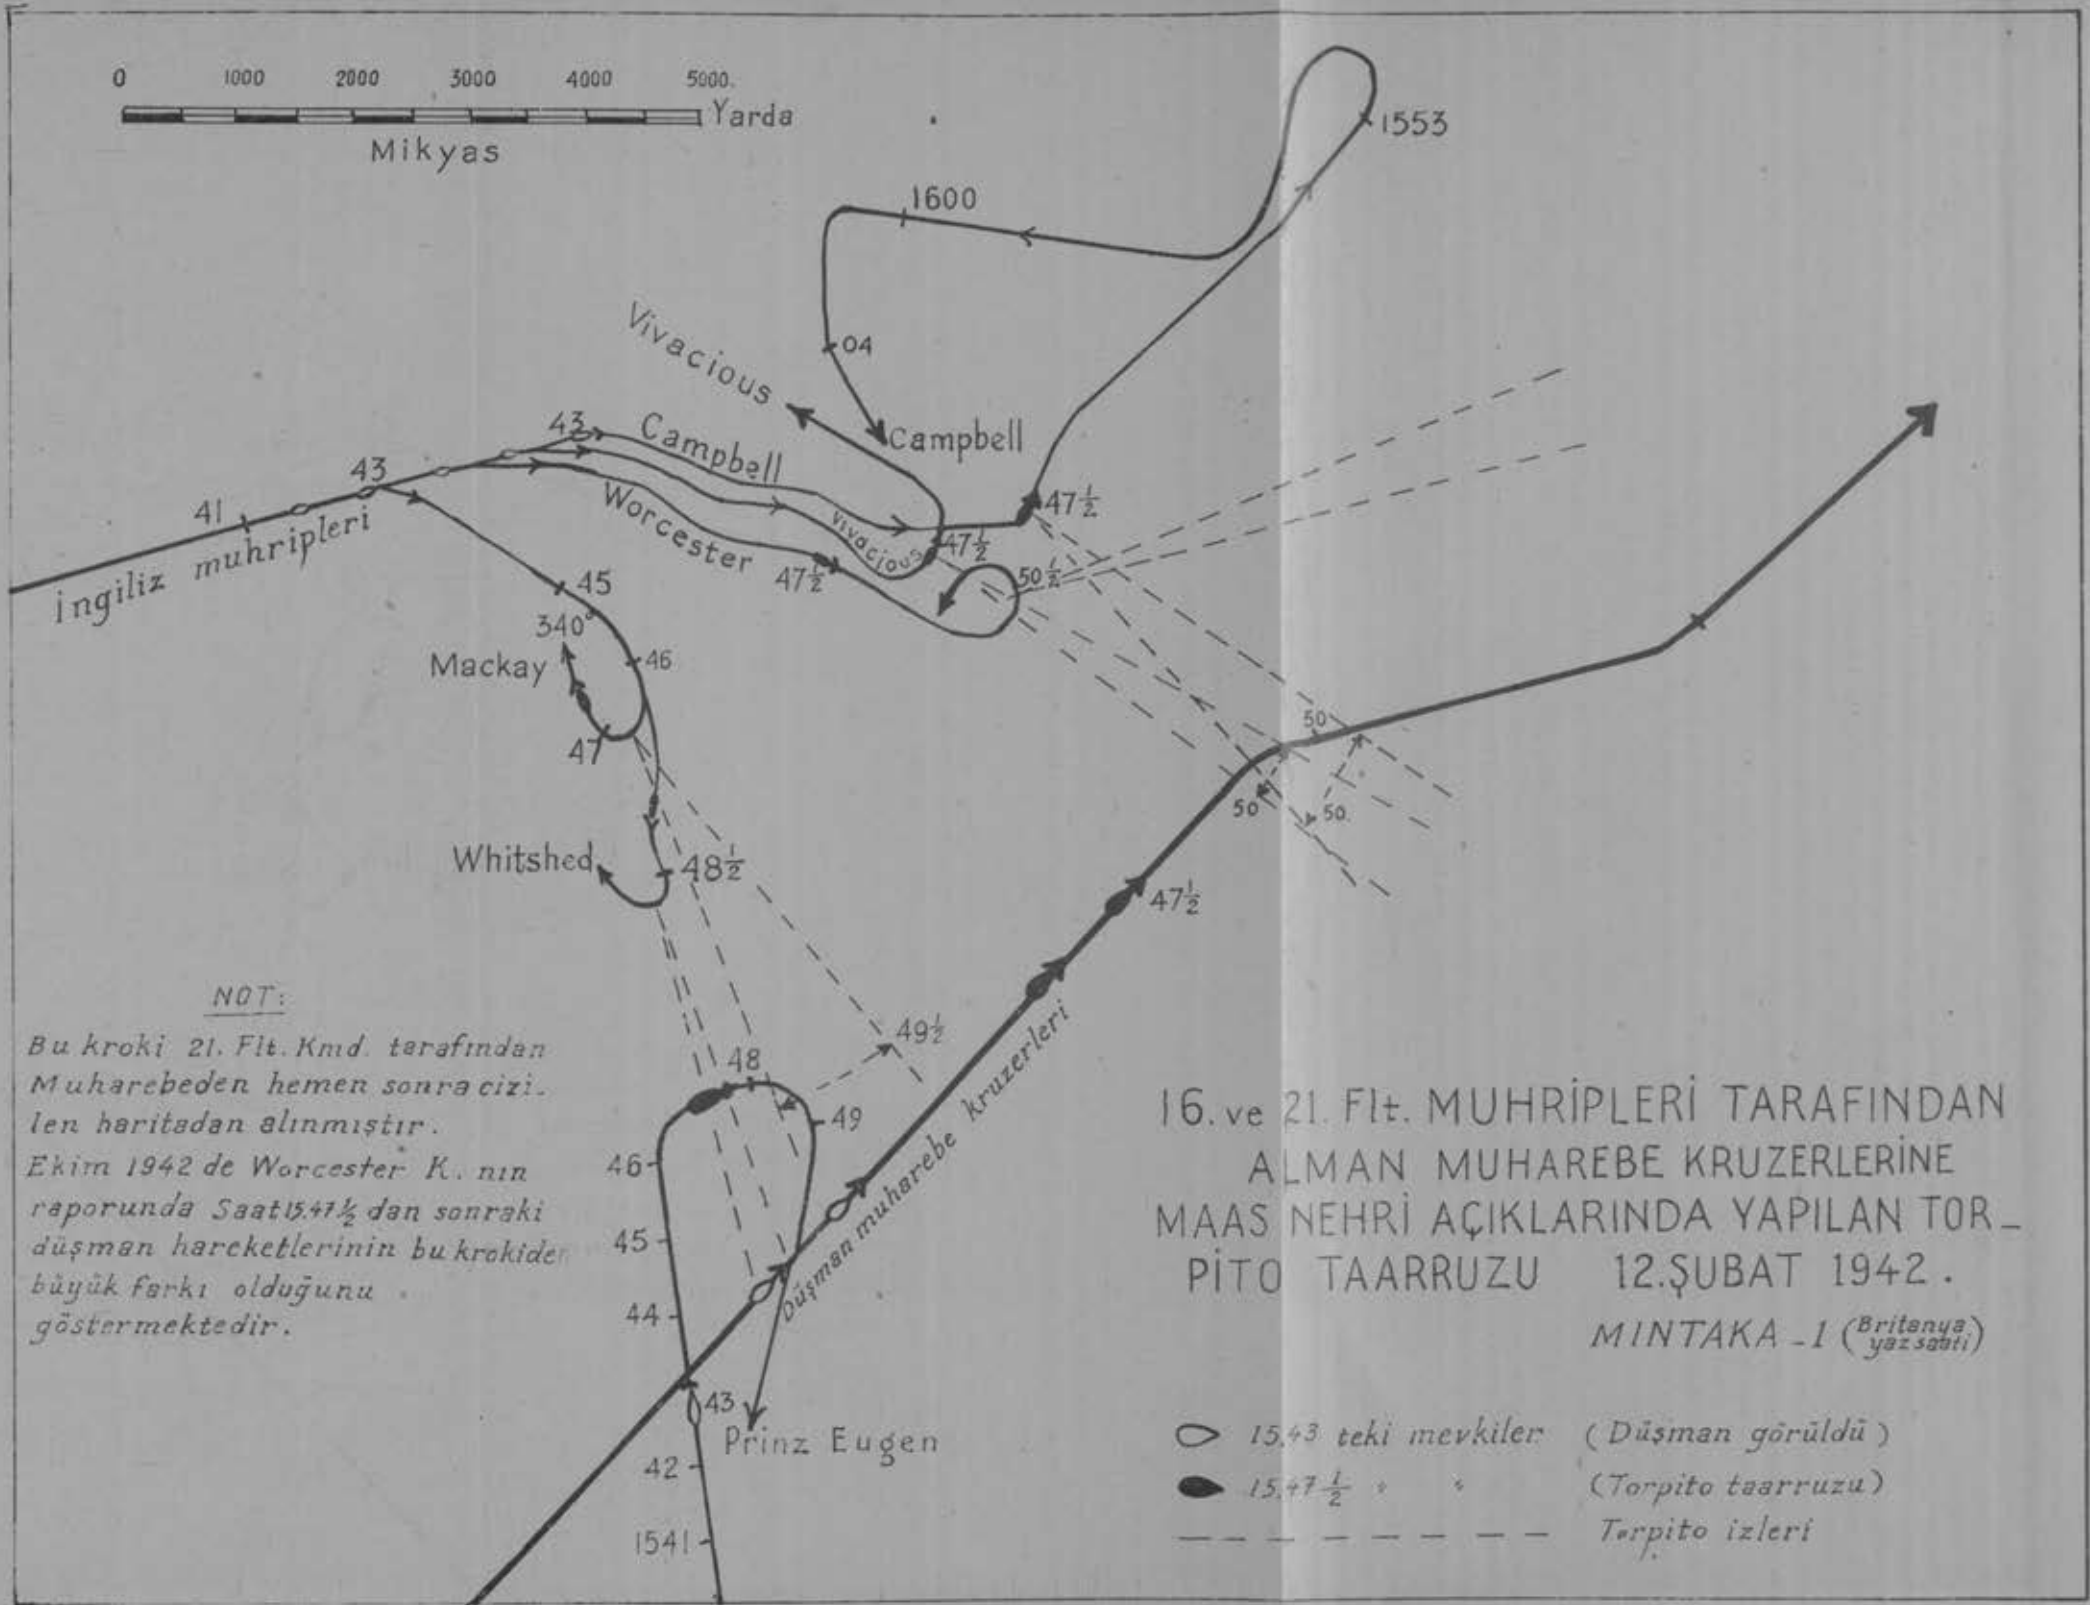 0 1000 2000 3000 4000 5000.
Yarda
Mikyas
1553
1600
04
Vivacious
Campbell
43
Campbell
43
41
İngiliz muhripleri
Worcester
Vivacious
47½
47½
47½
50½
45
340°
46
Mackay
47
Whitshed
48½
50
50
50.
47½
49½
48
49
46
45
44
43
42
1541
Düşman muharebe kruzerleri
Prinz Eugen
NOT:
Bu kroki 21. Flt. Kmd. tarafından
Muharebeden hemen sonra cizi-
len haritadan alınmıştır.
Ekim 1942 de Worcester K. nın
raporunda Saat 15.47½ dan sonraki
düşman hareketlerinin bu krokiden
büyük farkı olduğunu
göstermektedir.
16. ve 21. Flt. MUHRİPLERİ TARAFINDAN
ALMAN MUHAREBE KRUZERLERİNE
MAAS NEHRİ AÇIKLARINDA YAPILAN TOR-
PİTO TAARRUZU 12.ŞUBAT 1942.
MINTAKA -1 (Britanya yaz saati)
15.43 teki mevkiler (Düşman görüldü)
15.47½ " " (Torpito taarruzu)
Torpito izleri